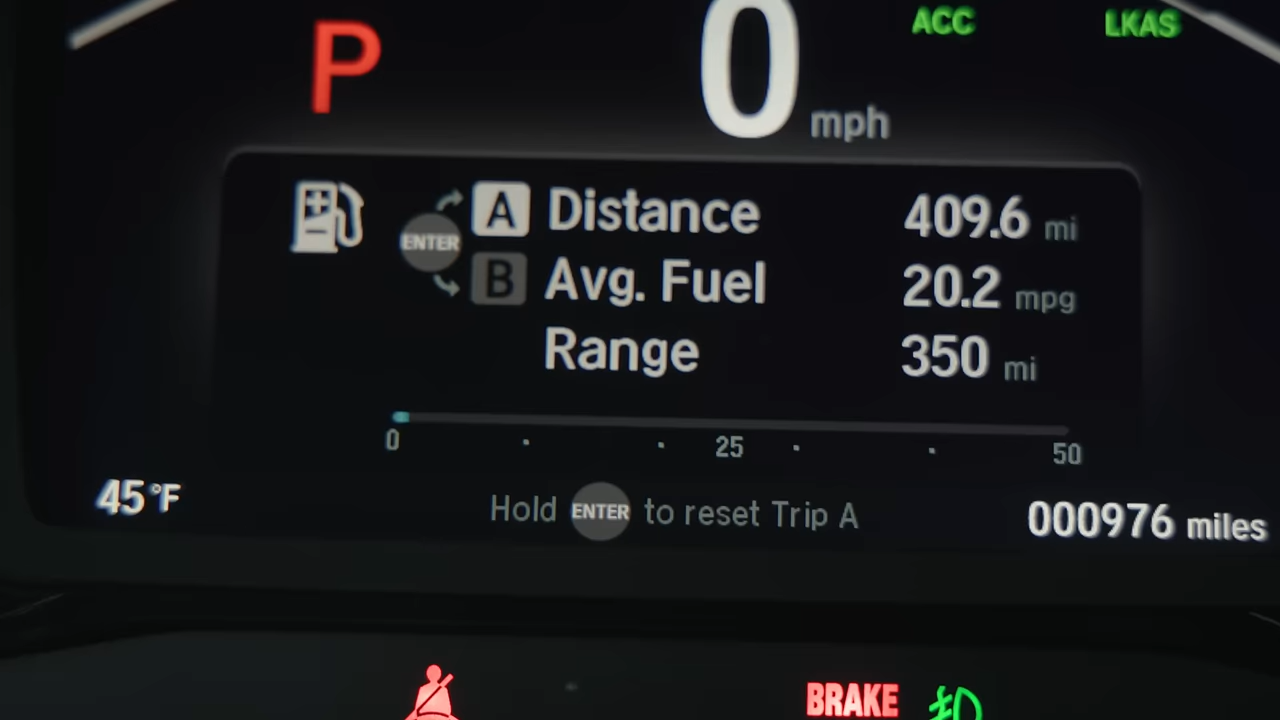 P
0 mph
ACC
LKAS
A Distance 409.6 mi
ENTER
B Avg. Fuel 20.2 mpg
Range 350 mi
0 25 50
45°F
Hold ENTER to reset Trip A
000976 miles
BRAKE